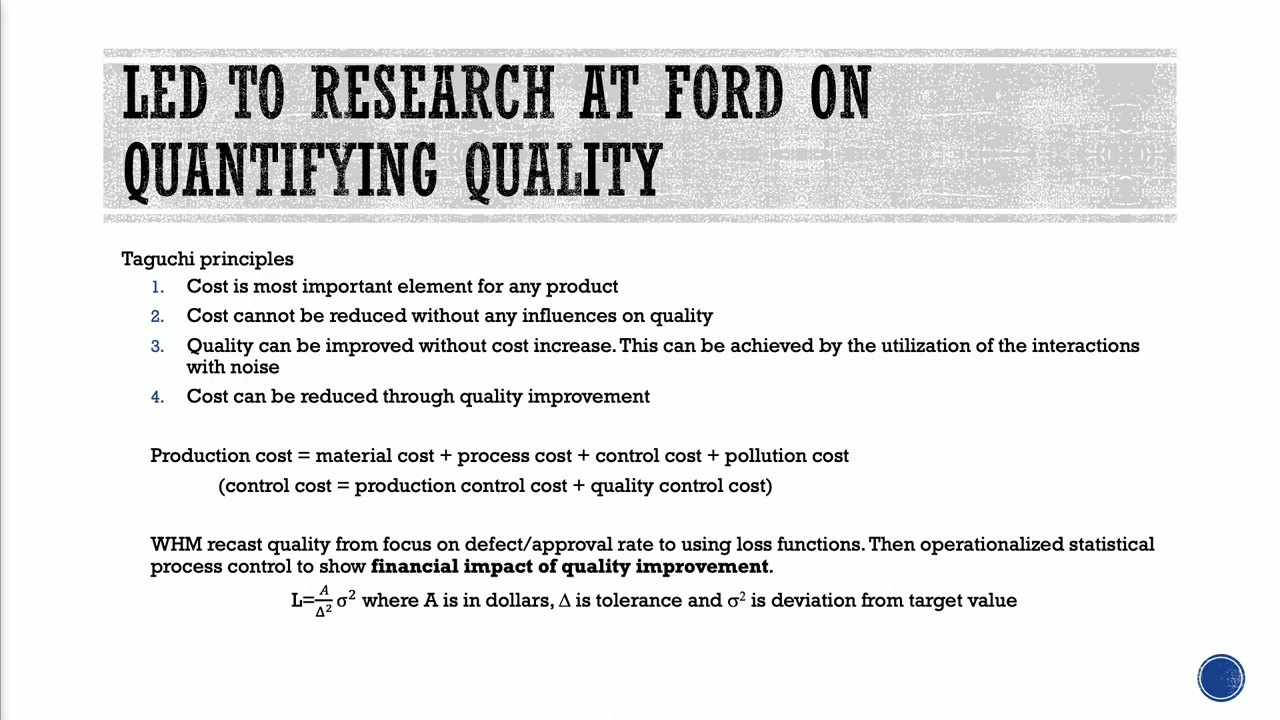 LED TO RESEARCH AT FORD ON
QUANTIFYING QUALITY
Taguchi principles
1. Cost is most important element for any product
2. Cost cannot be reduced without any influences on quality
3. Quality can be improved without cost increase. This can be achieved by the utilization of the interactions
with noise
4. Cost can be reduced through quality improvement
Production cost = material cost + process cost + control cost + pollution cost
(control cost = production control cost + quality control cost)
WHM recast quality from focus on defect/approval rate to using loss functions. Then operationalized statistical
process control to show financial impact of quality improvement.
L=A/Δ² σ² where A is in dollars, Δ is tolerance and σ² is deviation from target value